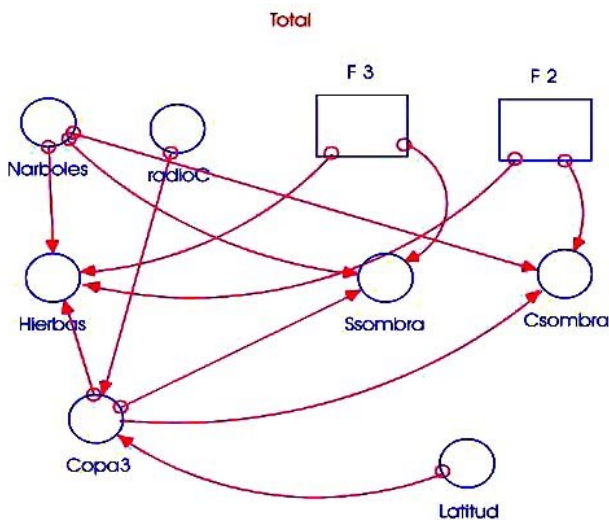 Total
F 3
F 2
Narboles
radioC
Hierbas
Ssombra
Csombra
Copa3
Latitud